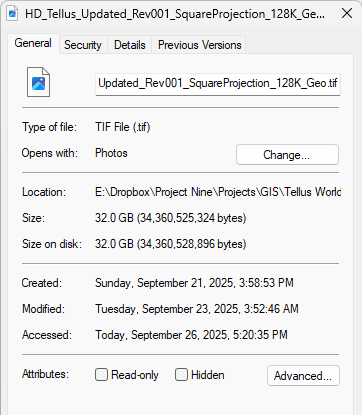 HD_Tellus_Updated_Rev001_SquareProjection_128K_Ge...
General Security Details Previous Versions
Updated_Rev001_SquareProjection_128K_Geo.tif
Type of file: TIF File (.tif)
Opens with: Photos Change...
Location: E:\Dropbox\Project Nine\Projects\GIS\Tellus World
Size: 32.0 GB (34,360,525,324 bytes)
Size on disk: 32.0 GB (34,360,528,896 bytes)
Created: Sunday, September 21, 2025, 3:58:53 PM
Modified: Tuesday, September 23, 2025, 3:52:46 AM
Accessed: Today, September 26, 2025, 5:20:35 PM
Attributes: Read-only Hidden Advanced...